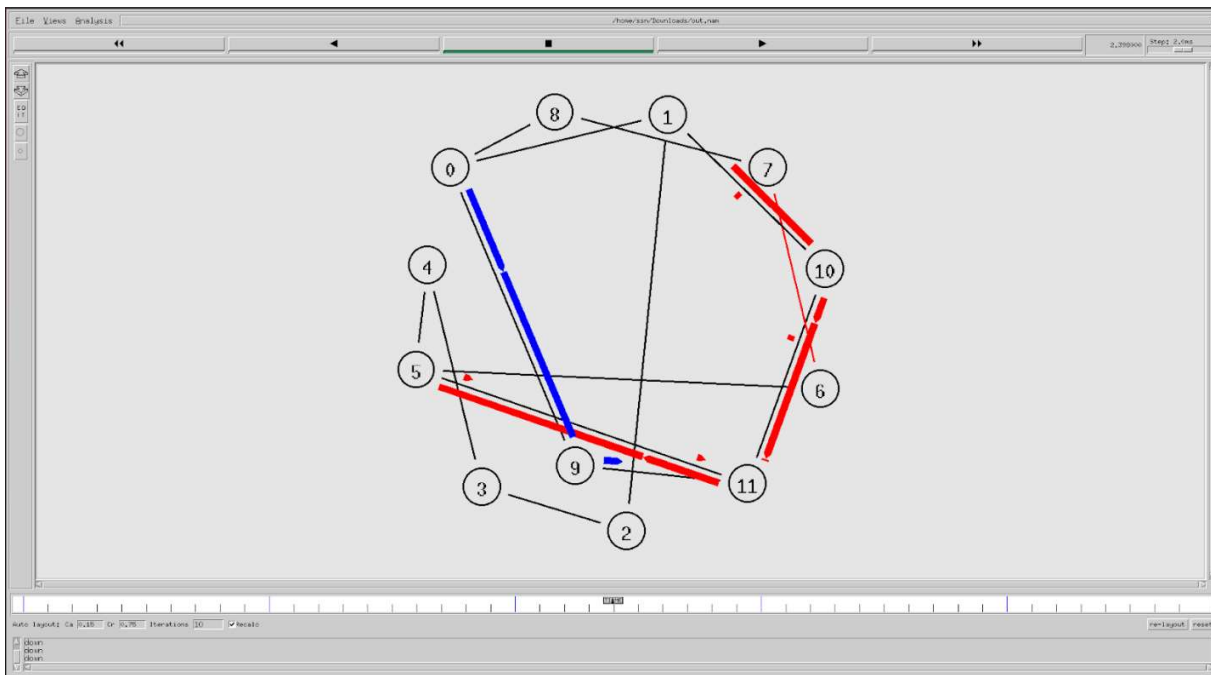 File Views Analysis /home/ssn/Downloads/out.nam
2.398000 Step: 2.0ms
ED
IT
8 1
0 7
4 10
5 6
9 11
3
2
Auto layout: Ca 0.15 Cr 0.75 Iterations 10 Recalc re-layout reset
down
down
down